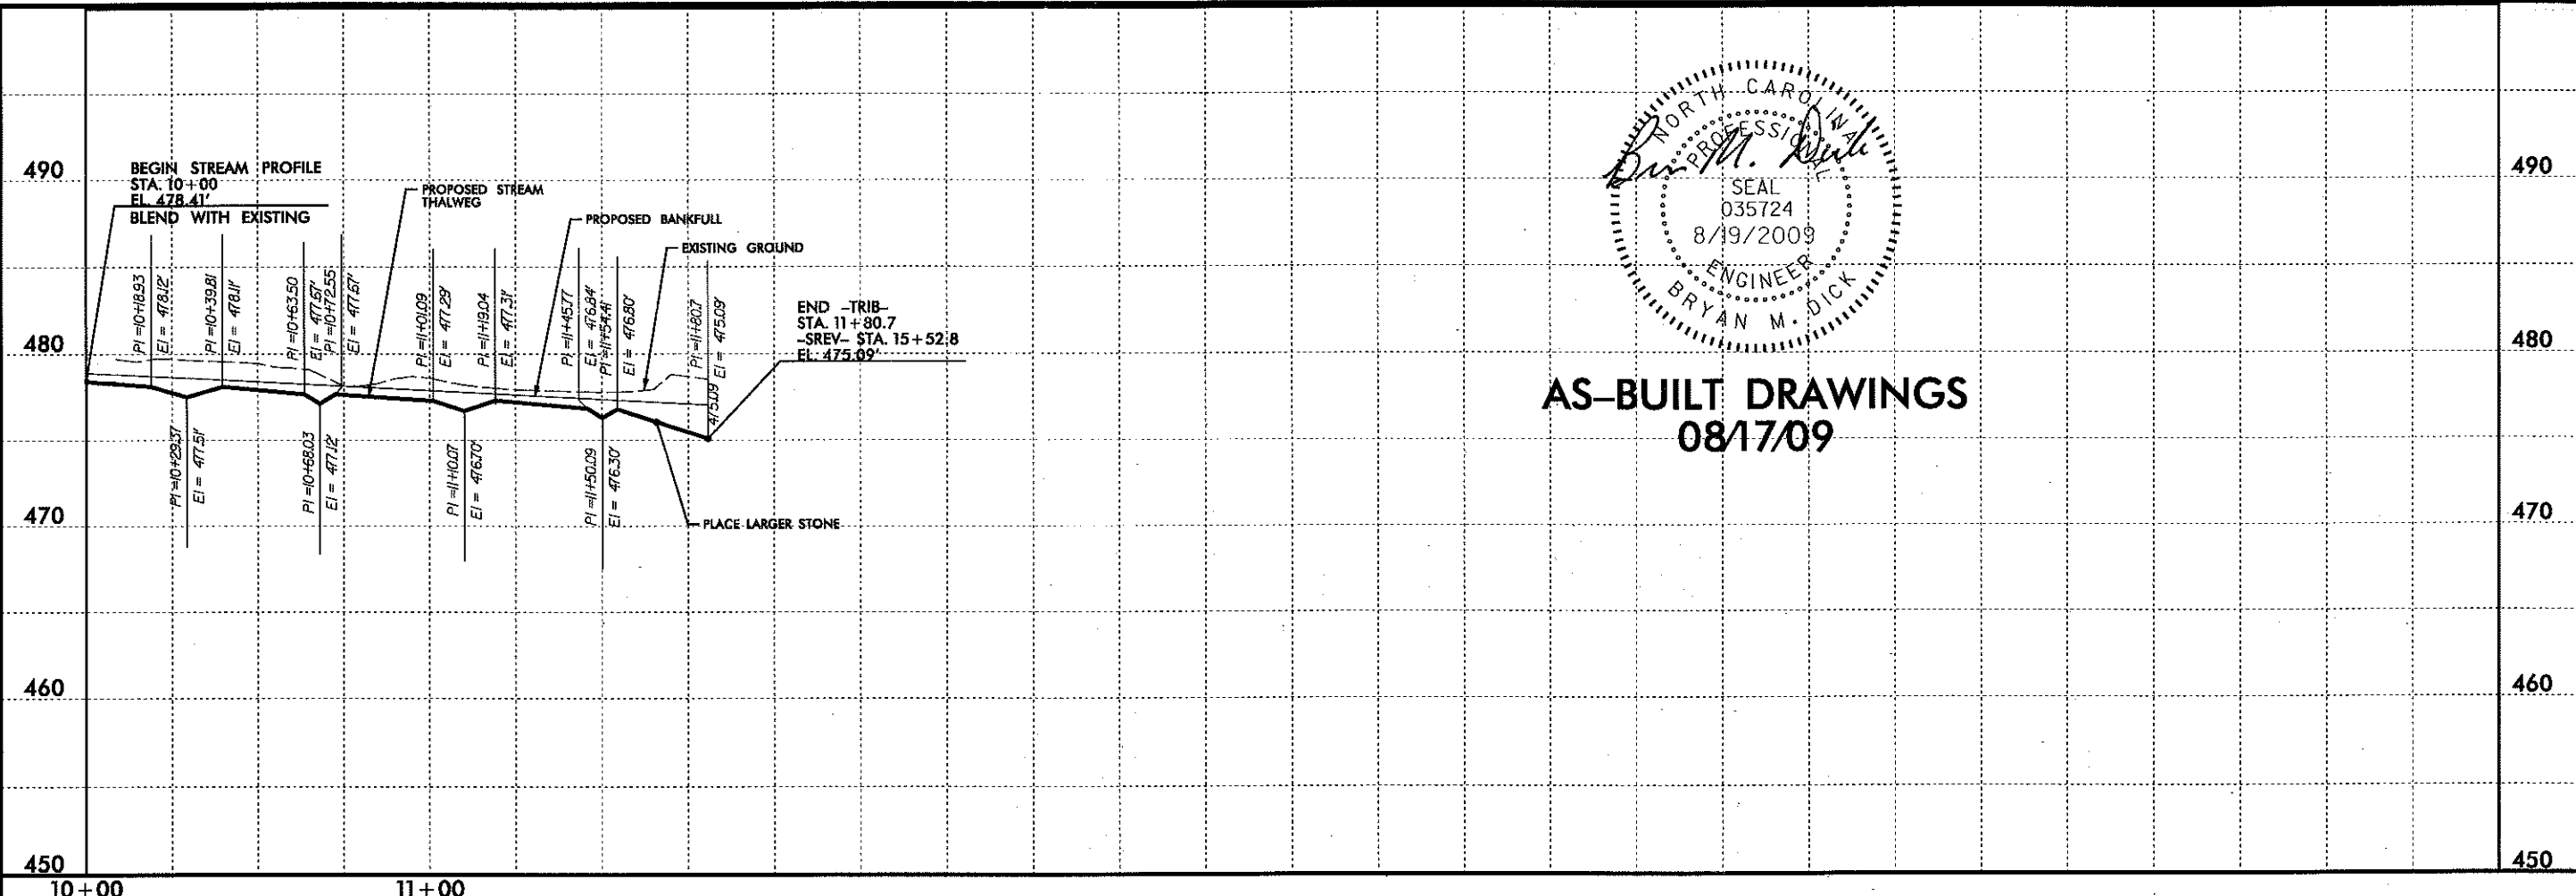 490
480
470
460
450
BEGIN STREAM PROFILE
STA. 10+00
EL. 478.41'
BLEND WITH EXISTING
PROPOSED STREAM
THALWEG
PROPOSED BANKFULL
EXISTING GROUND
PI =10+18.93
El = 478.12'
PI =10+39.81
El = 478.11'
PI =10+63.50
El = 477.67'
PI =10+72.55
El = 477.67'
PI =11+01.09
El = 477.29'
PI =11+19.04
El = 477.31'
PI =11+45.77
El = 476.84'
PI =11+54.41
El = 476.80'
PI =11+80.7
El = 475.09'
475.09
END -TRIB-
STA. 11+80.7
-SREV- STA. 15+52.8
EL. 475.09'
PI =10+29.37
El = 477.51'
PI =10+68.03
El = 477.12'
PI =11+10.07
El = 476.70'
PI =11+50.09
El = 476.30'
PLACE LARGER STONE
10+00
11+00
NORTH CAROLINA
PROFESSIONAL
SEAL
035724
8/19/2009
ENGINEER
BRYAN M. DICK
AS-BUILT DRAWINGS
08/17/09
490
480
470
460
450